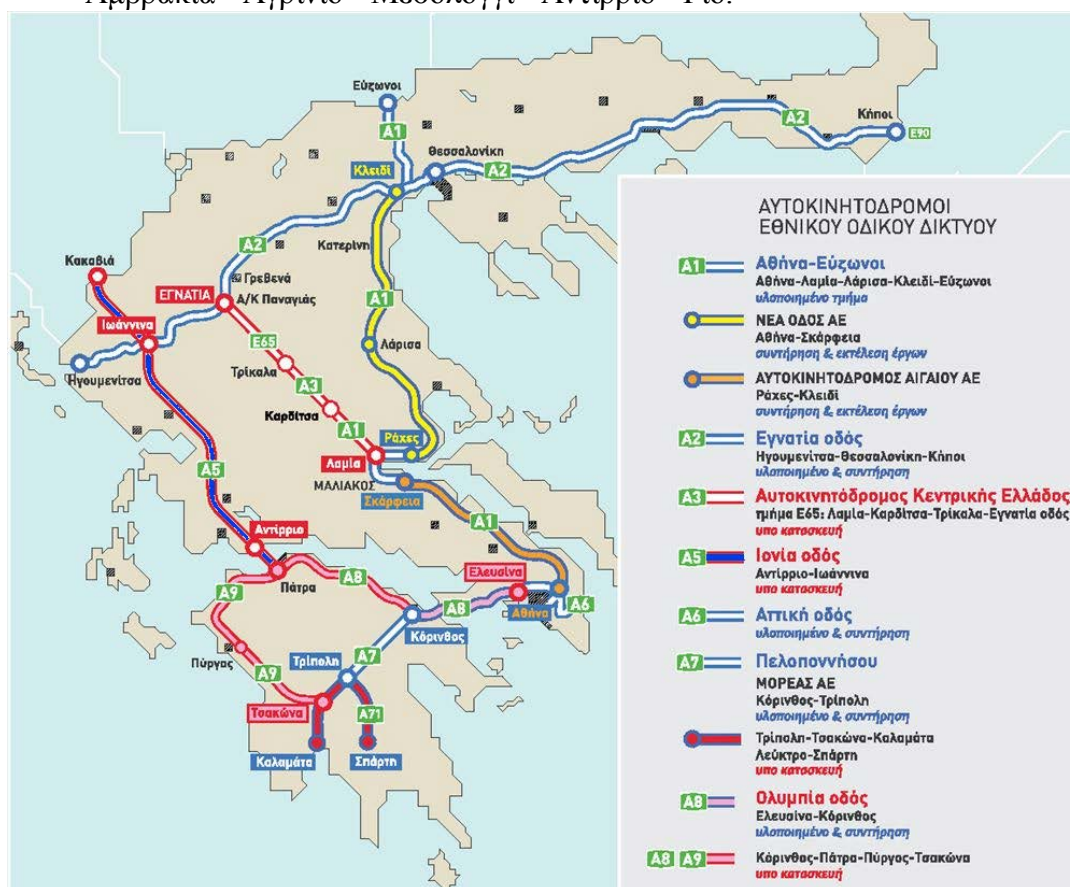 Αμβρακία - Αγρίνιο - Μεσολόγγι - Αντίρριο - Ρίο.
Εύζωνοι
A1
Κήποι
A2
E90
Θεσσαλονίκη
Κλειδί
A2
Κατερίνη
A2
Κακαβιά
Γρεβενά
ΕΓΝΑΤΙΑ
Α/Κ Παναγιάς
A1
Ιωάννινα
E65
Λάρισα
Ηγουμενίτσα
Τρίκαλα
A3
Καρδίτσα
A1
Ράχες
Λαμία
A5
ΜΑΛΙΑΚΟΣ
Σκάρφεια
A1
Αντίρριο
Ελευσίνα
Πάτρα
A8
A9
A8
Αθήνα
A6
Κόρινθος
Πύργος
Τρίπολη
A7
A9
Τσακώνα
A71
Καλαμάτα
Σπάρτη
ΑΥΤΟΚΙΝΗΤΟΔΡΟΜΟΙ
ΕΘΝΙΚΟΥ ΟΔΙΚΟΥ ΔΙΚΤΥΟΥ
A1 Αθήνα-Εύζωνοι
Αθήνα-Λαμία-Λάρισα-Κλειδί-Εύζωνοι
υλοποιημένο τμήμα
ΝΕΑ ΟΔΟΣ ΑΕ
Αθήνα-Σκάρφεια
συντήρηση & εκτέλεση έργων
ΑΥΤΟΚΙΝΗΤΟΔΡΟΜΟΣ ΑΙΓΑΙΟΥ ΑΕ
Ράχες-Κλειδί
συντήρηση & εκτέλεση έργων
A2 Εγνατία οδός
Ηγουμενίτσα-Θεσσαλονίκη-Κήποι
υλοποιημένο & συντήρηση
A3 Αυτοκινητόδρομος Κεντρικής Ελλάδος
τμήμα Ε65: Λαμία-Καρδίτσα-Τρίκαλα-Εγνατία οδός
υπο κατασκευή
A5 Ιονία οδός
Αντίρριο-Ιωάννινα
υπο κατασκευή
A6 Αττική οδός
υλοποιημένο & συντήρηση
A7 Πελοποννήσου
ΜΟΡΕΑΣ ΑΕ
Κόρινθος-Τρίπολη
υλοποιημένο & συντήρηση
Τρίπολη-Τσακώνα-Καλαμάτα
Λεύκτρο-Σπάρτη
υπο κατασκευή
A8 Ολυμπία οδός
Ελευσίνα-Κόρινθος
υλοποιημένο & συντήρηση
A8 A9 Κόρινθος-Πάτρα-Πύργος-Τσακώνα
υπο κατασκευή